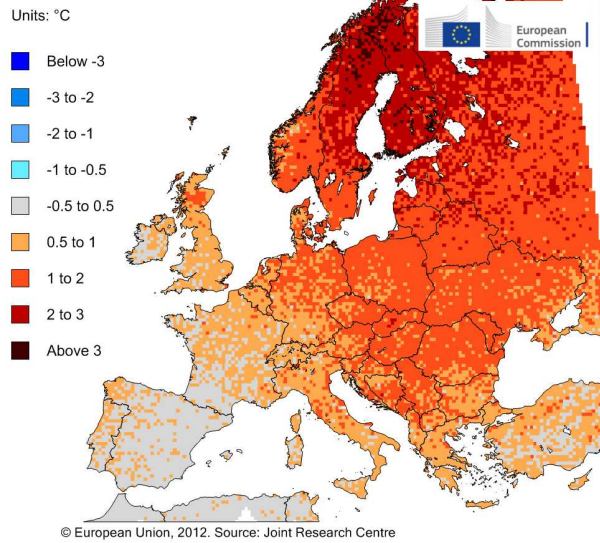 Units: °C
European
Commission
Below -3
-3 to -2
-2 to -1
-1 to -0.5
-0.5 to 0.5
0.5 to 1
1 to 2
2 to 3
Above 3
© European Union, 2012. Source: Joint Research Centre